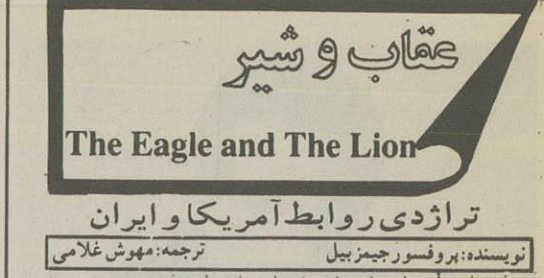 عقاب و شیر
The Eagle and The Lion
تراژدی روابط آمریکا و ایران
نویسنده: پروفسور جیمز بیل ترجمه: مهوش غلامی